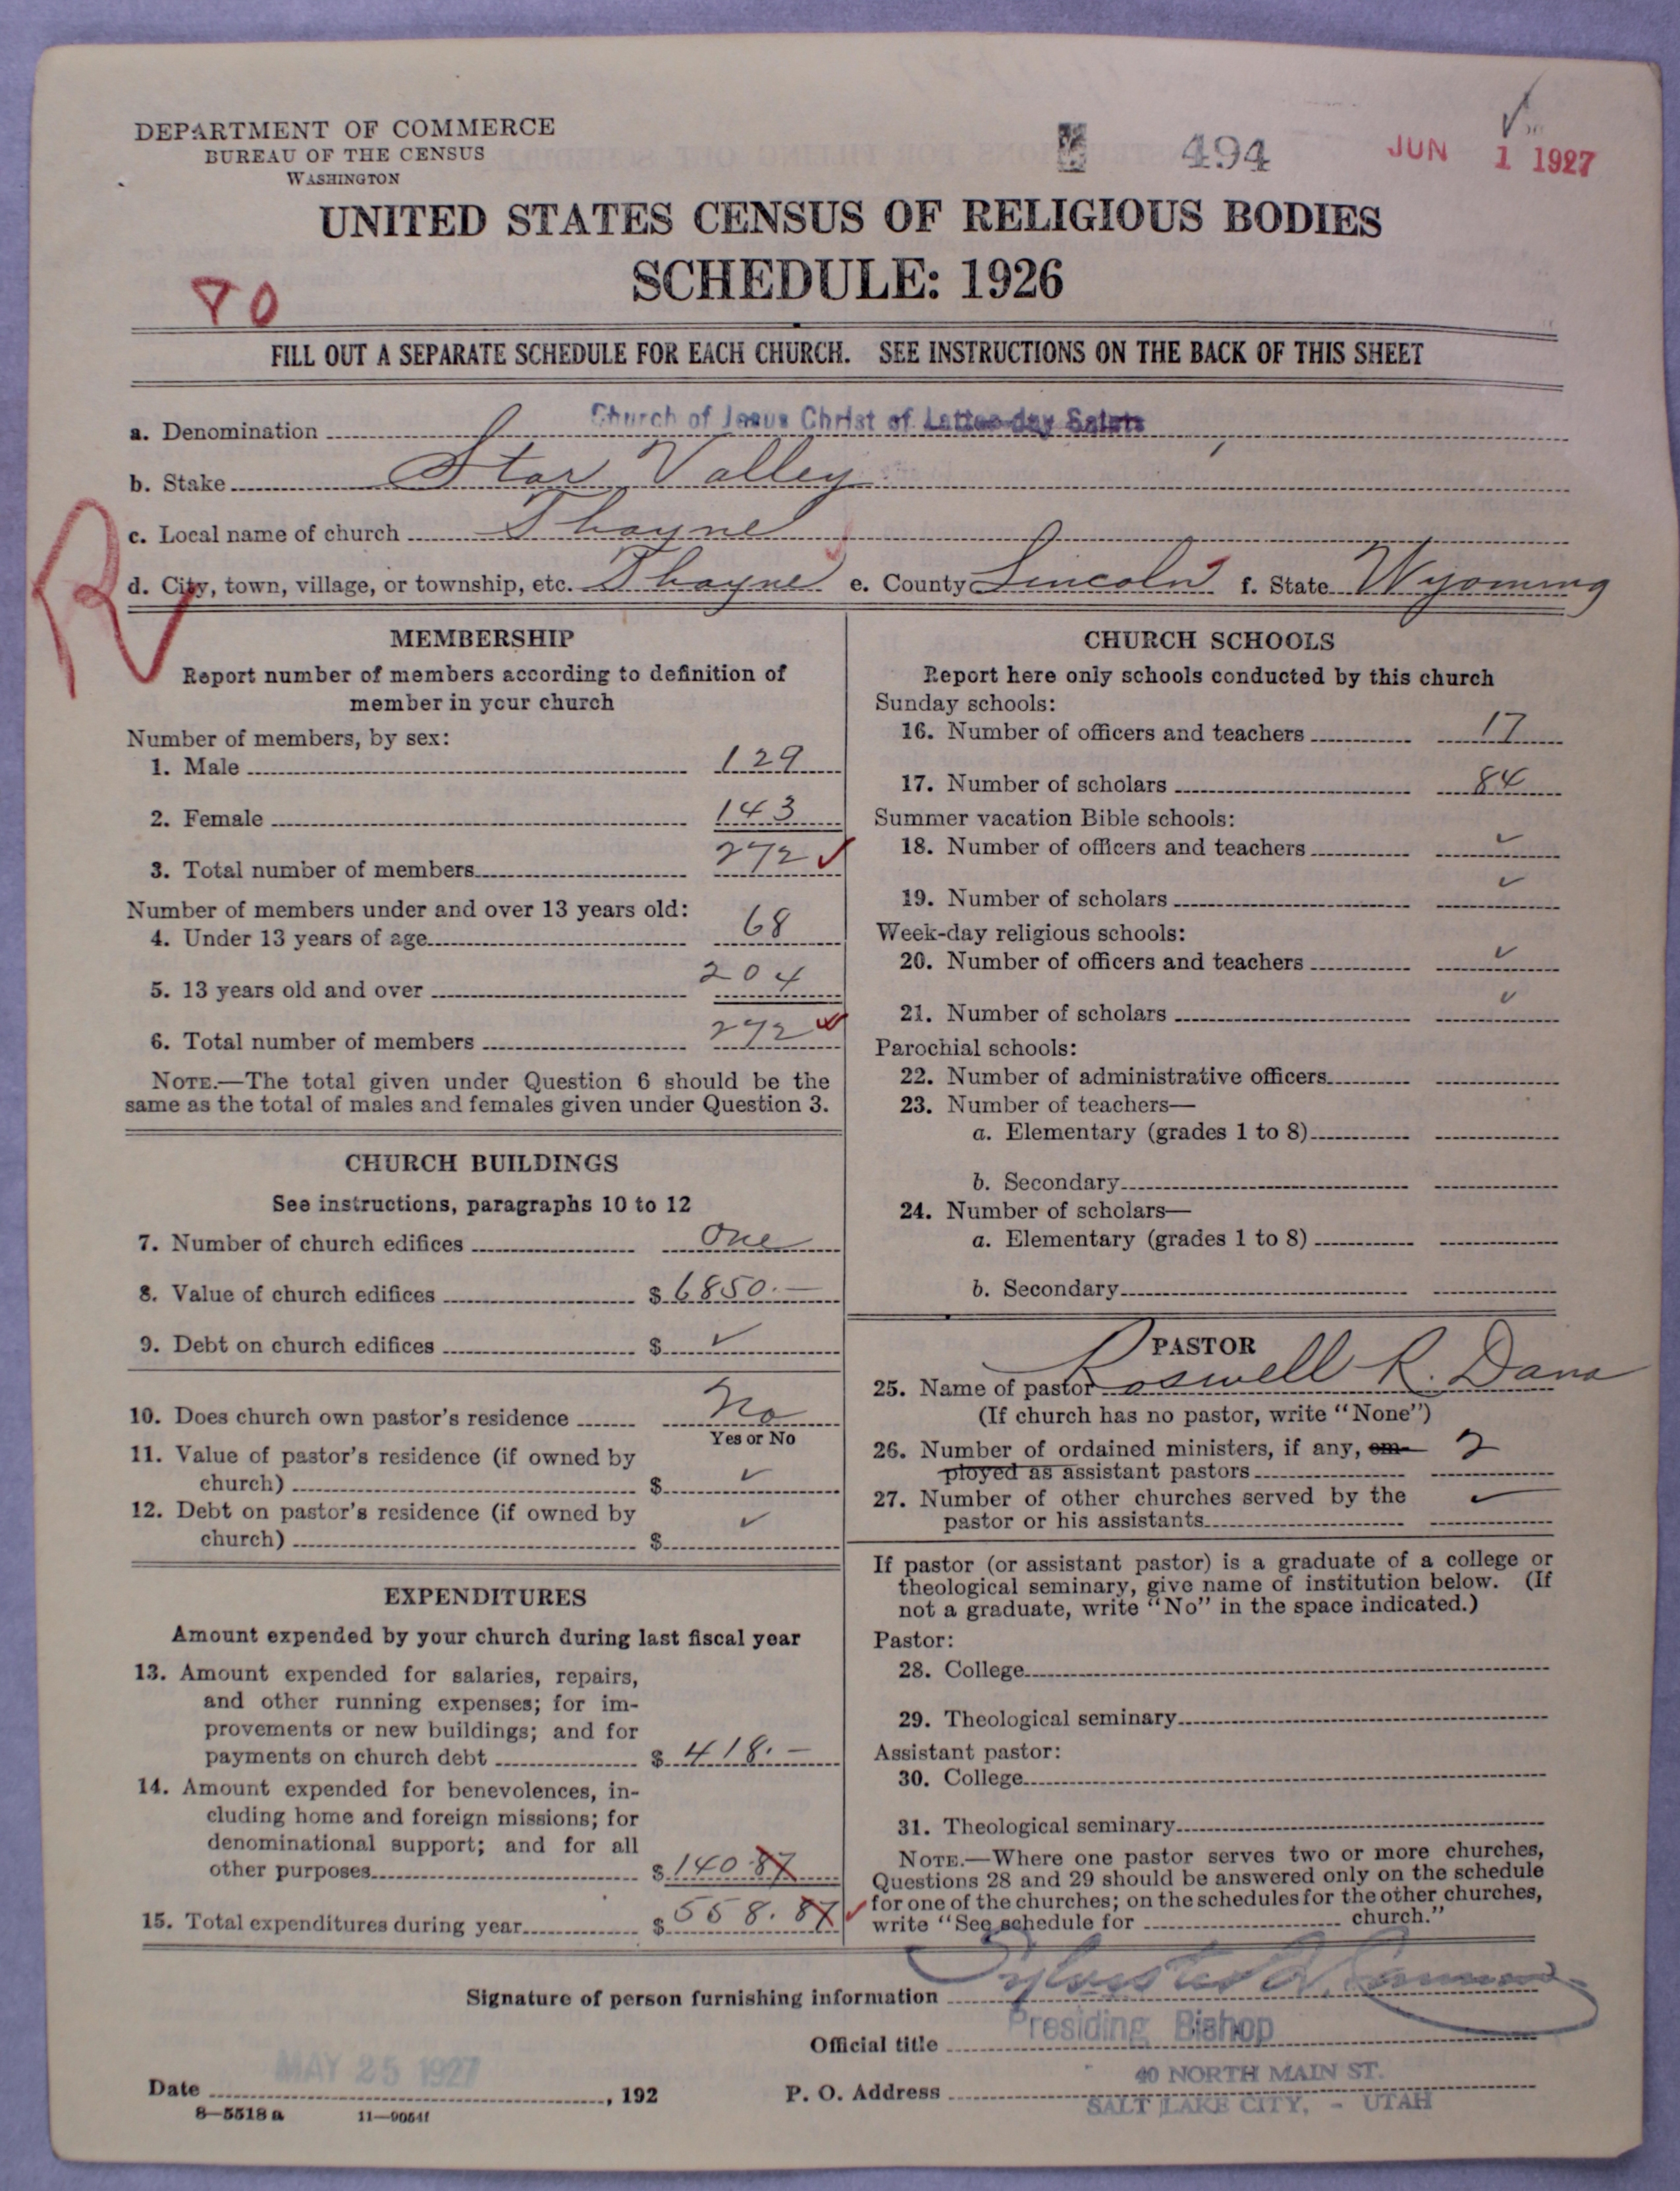 DEPARTMENT OF COMMERCE
BUREAU OF THE CENSUS
WASHINGTON
494
JUN 1 1927
UNITED STATES CENSUS OF RELIGIOUS BODIES
SCHEDULE: 1926
FILL OUT A SEPARATE SCHEDULE FOR EACH CHURCH. SEE INSTRUCTIONS ON THE BACK OF THIS SHEET
a. Denomination Church of Jesus Christ of Latter-day Saints
b. Stake Star Valley
c. Local name of church Thayne
d. City, town, village, or township, etc. Thayne e. County Lincoln f. State Wyoming
MEMBERSHIP
Report number of members according to definition of
member in your church
Number of members, by sex:
1. Male 129
2. Female 143
3. Total number of members 272
Number of members under and over 13 years old:
4. Under 13 years of age 68
5. 13 years old and over 204
6. Total number of members 272
NOTE.—The total given under Question 6 should be the
same as the total of males and females given under Question 3.
CHURCH BUILDINGS
See instructions, paragraphs 10 to 12
7. Number of church edifices One
8. Value of church edifices $ 6850.—
9. Debt on church edifices $ ✓
10. Does church own pastor's residence No
Yes or No
11. Value of pastor's residence (if owned by
church) $ ✓
12. Debt on pastor's residence (if owned by
church) $ ✓
EXPENDITURES
Amount expended by your church during last fiscal year
13. Amount expended for salaries, repairs,
and other running expenses; for im-
provements or new buildings; and for
payments on church debt $ 418.—
14. Amount expended for benevolences, in-
cluding home and foreign missions; for
denominational support; and for all
other purposes $ 140.87
15. Total expenditures during year $ 558.87
CHURCH SCHOOLS
Report here only schools conducted by this church
Sunday schools:
16. Number of officers and teachers 17
17. Number of scholars 84
Summer vacation Bible schools:
18. Number of officers and teachers ✓
19. Number of scholars ✓
Week-day religious schools:
20. Number of officers and teachers ✓
21. Number of scholars ✓
Parochial schools:
22. Number of administrative officers
23. Number of teachers—
a. Elementary (grades 1 to 8)
b. Secondary
24. Number of scholars—
a. Elementary (grades 1 to 8)
b. Secondary
PASTOR
25. Name of pastor Roswell R. Dana
(If church has no pastor, write "None")
26. Number of ordained ministers, if any, em-
ployed as assistant pastors 2
27. Number of other churches served by the
pastor or his assistants ✓
If pastor (or assistant pastor) is a graduate of a college or
theological seminary, give name of institution below. (If
not a graduate, write "No" in the space indicated.)
Pastor:
28. College
29. Theological seminary
Assistant pastor:
30. College
31. Theological seminary
NOTE.—Where one pastor serves two or more churches,
Questions 28 and 29 should be answered only on the schedule
for one of the churches; on the schedules for the other churches,
write "See schedule for church."
Signature of person furnishing information
Official title Presiding Bishop
Date MAY 25 1927 , 192
P. O. Address 40 NORTH MAIN ST.
SALT LAKE CITY, - UTAH
8—5518 a